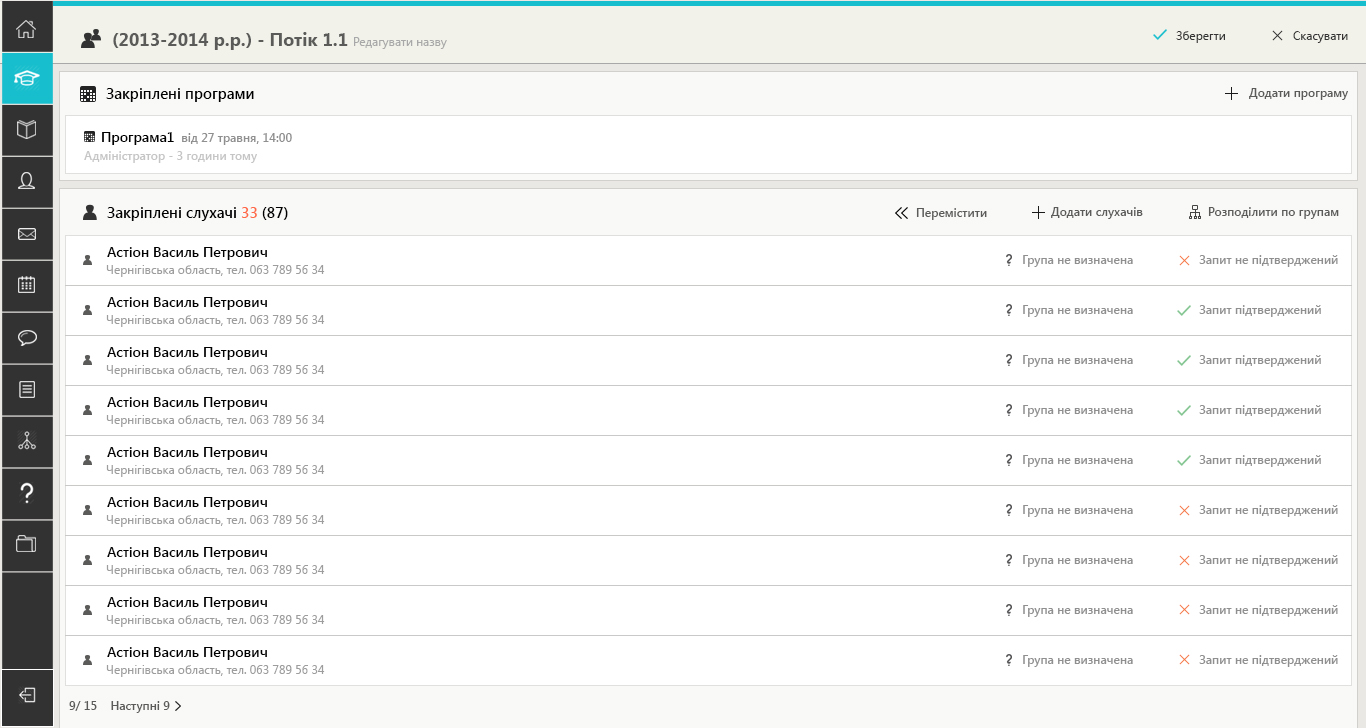 (2013-2014 р.р.) - Потік 1.1 Редагувати назву
Зберегти
Скасувати
Закріплені програми
Додати програму
Програма1 від 27 травня, 14:00
Адміністратор - 3 години тому
Закріплені слухачі 33 (87)
Перемістити
Додати слухачів
Розподілити по групам
Астіон Василь Петрович
Чернігівська область, тел. 063 789 56 34
? Група не визначена
Запит не підтверджений
Астіон Василь Петрович
Чернігівська область, тел. 063 789 56 34
? Група не визначена
Запит підтверджений
Астіон Василь Петрович
Чернігівська область, тел. 063 789 56 34
? Група не визначена
Запит підтверджений
Астіон Василь Петрович
Чернігівська область, тел. 063 789 56 34
? Група не визначена
Запит підтверджений
Астіон Василь Петрович
Чернігівська область, тел. 063 789 56 34
? Група не визначена
Запит підтверджений
Астіон Василь Петрович
Чернігівська область, тел. 063 789 56 34
? Група не визначена
Запит не підтверджений
Астіон Василь Петрович
Чернігівська область, тел. 063 789 56 34
? Група не визначена
Запит не підтверджений
Астіон Василь Петрович
Чернігівська область, тел. 063 789 56 34
? Група не визначена
Запит не підтверджений
Астіон Василь Петрович
Чернігівська область, тел. 063 789 56 34
? Група не визначена
Запит не підтверджений
9/ 15 Наступні 9